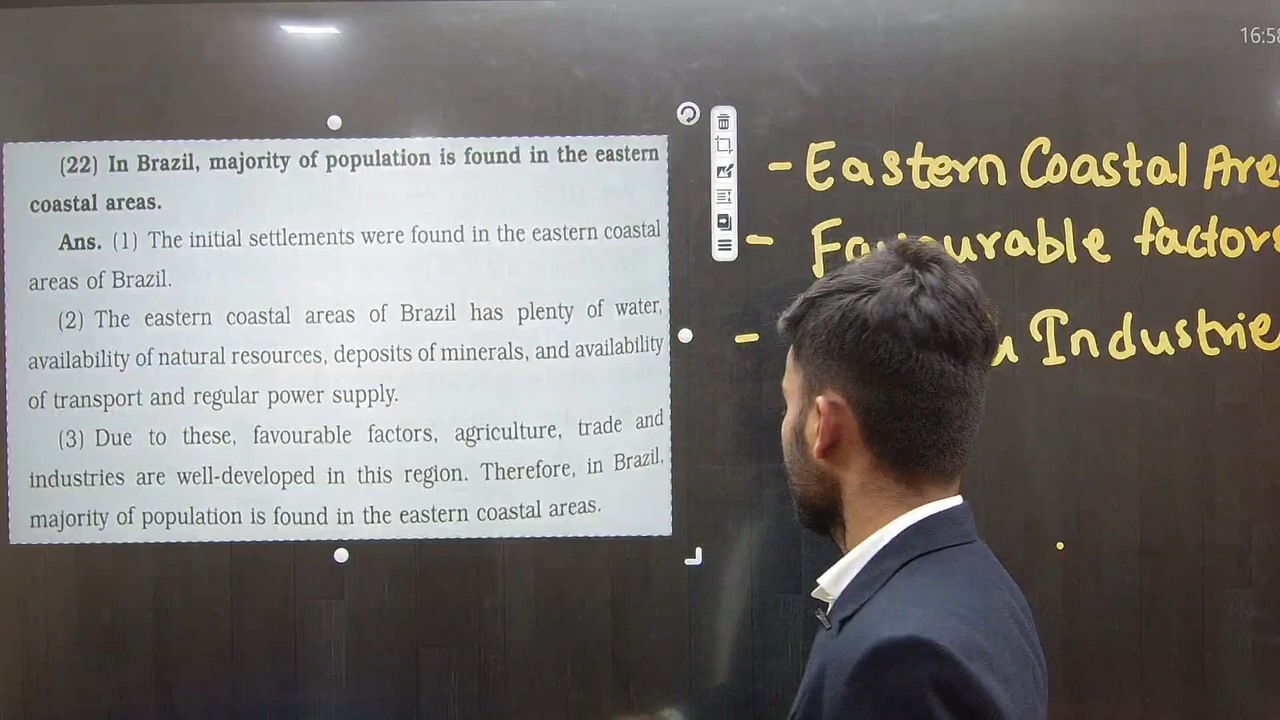 16:58
(22) In Brazil, majority of population is found in the eastern
coastal areas.
Ans. (1) The initial settlements were found in the eastern coastal
areas of Brazil.
(2) The eastern coastal areas of Brazil has plenty of water,
availability of natural resources, deposits of minerals, and availability
of transport and regular power supply.
(3) Due to these, favourable factors, agriculture, trade and
industries are well-developed in this region. Therefore, in Brazil,
majority of population is found in the eastern coastal areas.
- Eastern Coastal Are
- Favourable factors
- Industrie